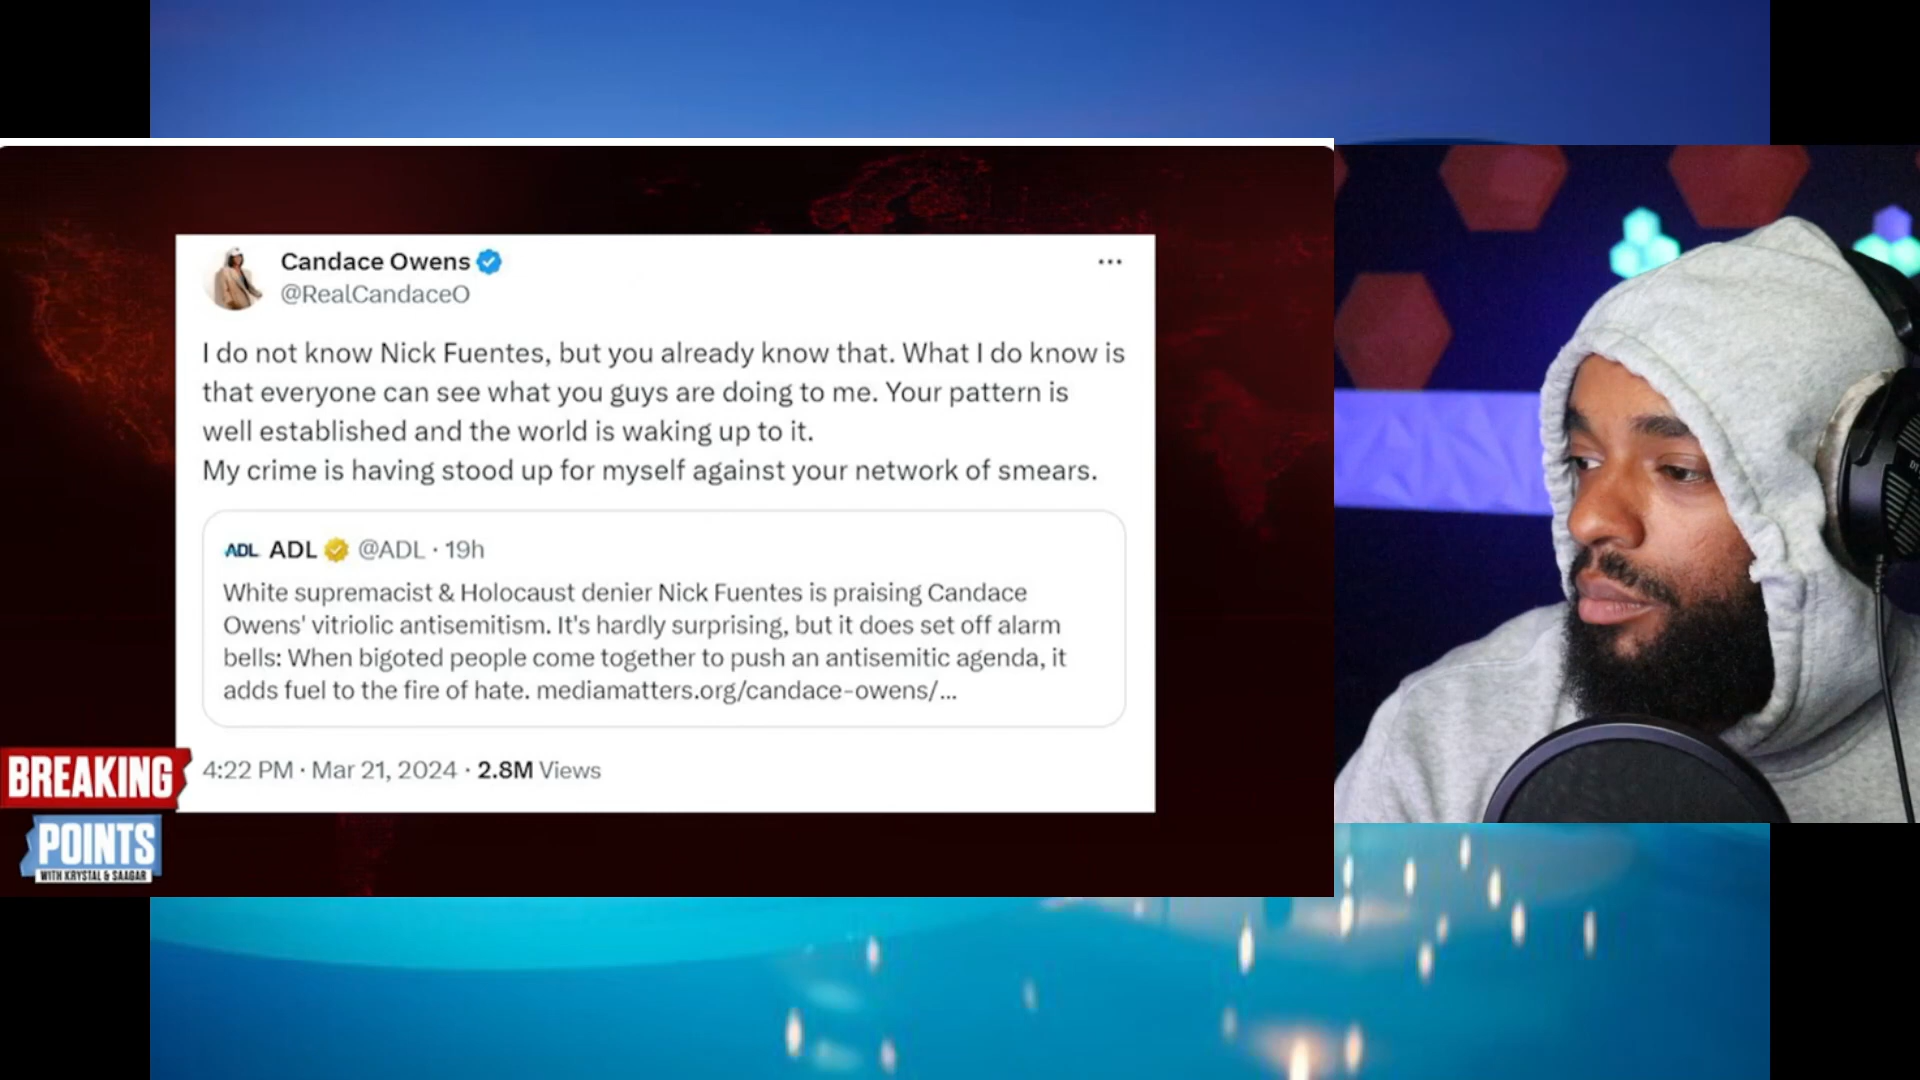 Candace Owens
@RealCandaceO
I do not know Nick Fuentes, but you already know that. What I do know is
that everyone can see what you guys are doing to me. Your pattern is
well established and the world is waking up to it.
My crime is having stood up for myself against your network of smears.
ADL ADL @ADL · 19h
White supremacist & Holocaust denier Nick Fuentes is praising Candace
Owens' vitriolic antisemitism. It's hardly surprising, but it does set off alarm
bells: When bigoted people come together to push an antisemitic agenda, it
adds fuel to the fire of hate. mediamatters.org/candace-owens/...
4:22 PM · Mar 21, 2024 · 2.8M Views
BREAKING
POINTS
WITH KRYSTAL & SAAGAR